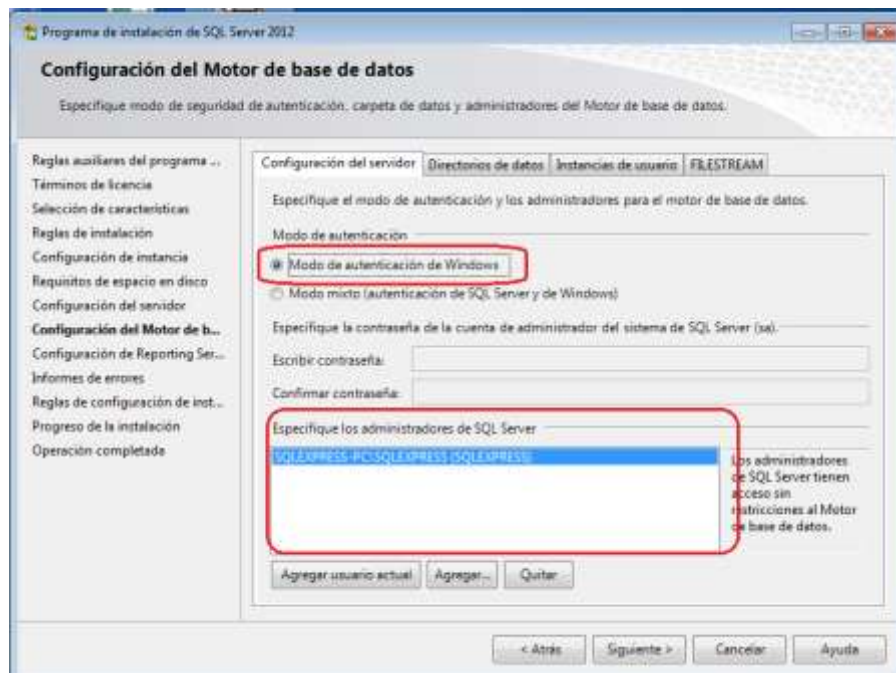 Programa de instalación de SQL Server 2012
Configuración del Motor de base de datos
Especifique modo de seguridad de autenticación, carpeta de datos y administradores del Motor de base de datos.
Reglas auxiliares del programa ...
Términos de licencia
Selección de características
Reglas de instalación
Configuración de instancia
Requisitos de espacio en disco
Configuración del servidor
Configuración del Motor de b...
Configuración de Reporting Ser...
Informes de errores
Reglas de configuración de inst...
Progreso de la instalación
Operación completada
Configuración del servidor
Directorios de datos
Instancias de usuario
FILESTREAM
Especifique el modo de autenticación y los administradores para el motor de base de datos.
Modo de autenticación
Modo de autenticación de Windows
Modo mixto (autenticación de SQL Server y de Windows)
Especifique la contraseña de la cuenta de administrador del sistema de SQL Server (sa).
Escribir contraseña:
Confirmar contraseña:
Especifique los administradores de SQL Server
SQLEXPRESS-PC\SQLEXPRESS (SQLEXPRESS)
Los administradores
de SQL Server tienen
acceso sin
restricciones al Motor
de base de datos.
Agregar usuario actual
Agregar...
Quitar
< Atrás
Siguiente >
Cancelar
Ayuda